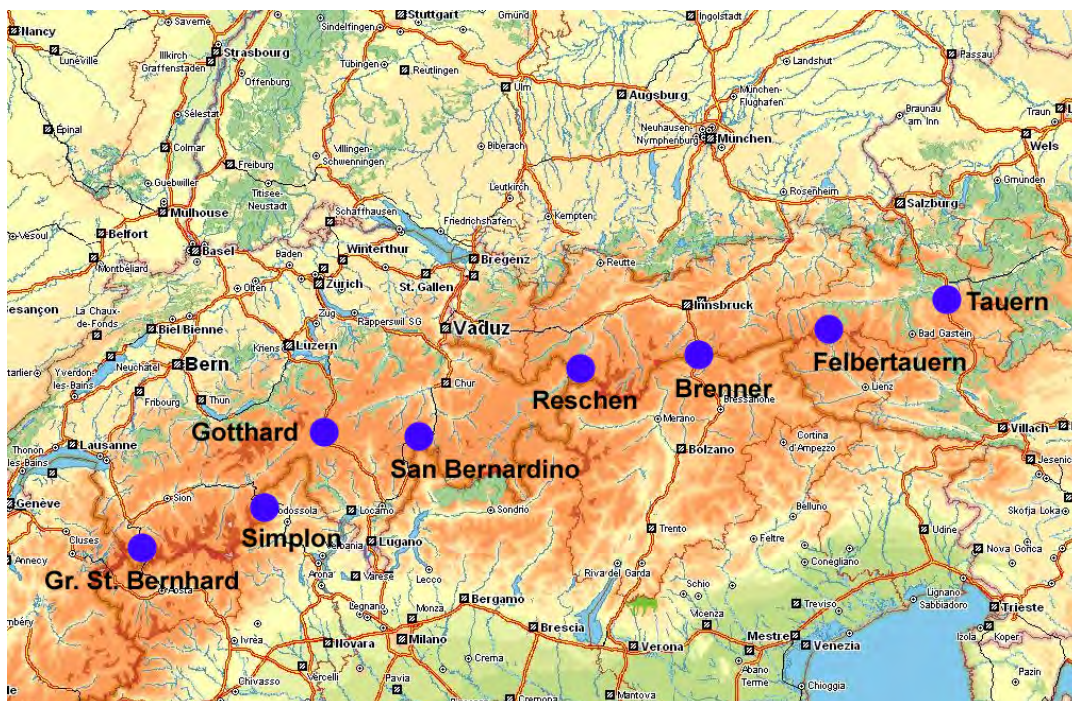 Nancy
Lunéville
Saverne
Strasbourg
Illkirch
Graffenstaden
Offenburg
Stuttgart
Sindelfingen
Gmünd
Tübingen
Reutlingen
Ulm
Ingolstadt
Landshut
Passau
Augsburg
München-
Flughafen
Neuhausen-
Nymphenburg
München
Braunau
am Inn
Traun
Wels
Épinal
Sélestat
Colmar
Freiburg
Villingen-
Schwenningen
Biberach
Guebwiller
Titisee-
Neustadt
Leutkirch
Kempten
Rosenheim
Salzburg
Gmunden
Vesoul
Belfort
Mulhouse
Schaffhausen
Friedrichshafen
Montbéliard
Basel
Baden
Winterthur
Bregenz
Reutte
Besançon
Olten
Zürich
St. Gallen
La Chaux-
de-Fonds
Biel Bienne
Zug
Rapperswil SG
Vaduz
Innsbruck
Tauern
Bad Gastein
Neuchâtel
Bern
Kriens
Luzern
Felbertauern
Yverdon-
les-Bains
Fribourg
Thun
Chur
Reschen
Brenner
Bressanone
Lienz
Merano
Gotthard
San Bernardino
Cortina
d'Ampezzo
Villach
Thonon
les-Bains
Lausanne
Bolzano
Jesenice
Genève
Sion
Simplon
Locarno
Sondrio
Belluno
Skofja Loka
Cluses
Annecy
Lugano
Trento
Feltre
Udine
Nova Gorica
Gr. St. Bernhard
Aosta
Arona
Varese
Lecco
Riva del Garda
Conegliano
Schio
Legnano
Monza
Bergamo
Vicenza
Treviso
Lignano
Sabbiadoro
Trieste
Ivrèa
Novara
Milano
Brescia
Verona
Mestre
Venezia
Izola
Koper
Vercelli
Chivasso
Pavia
Crema
Cremona
Mantova
Abano
Terme
Chioggia
Pazin